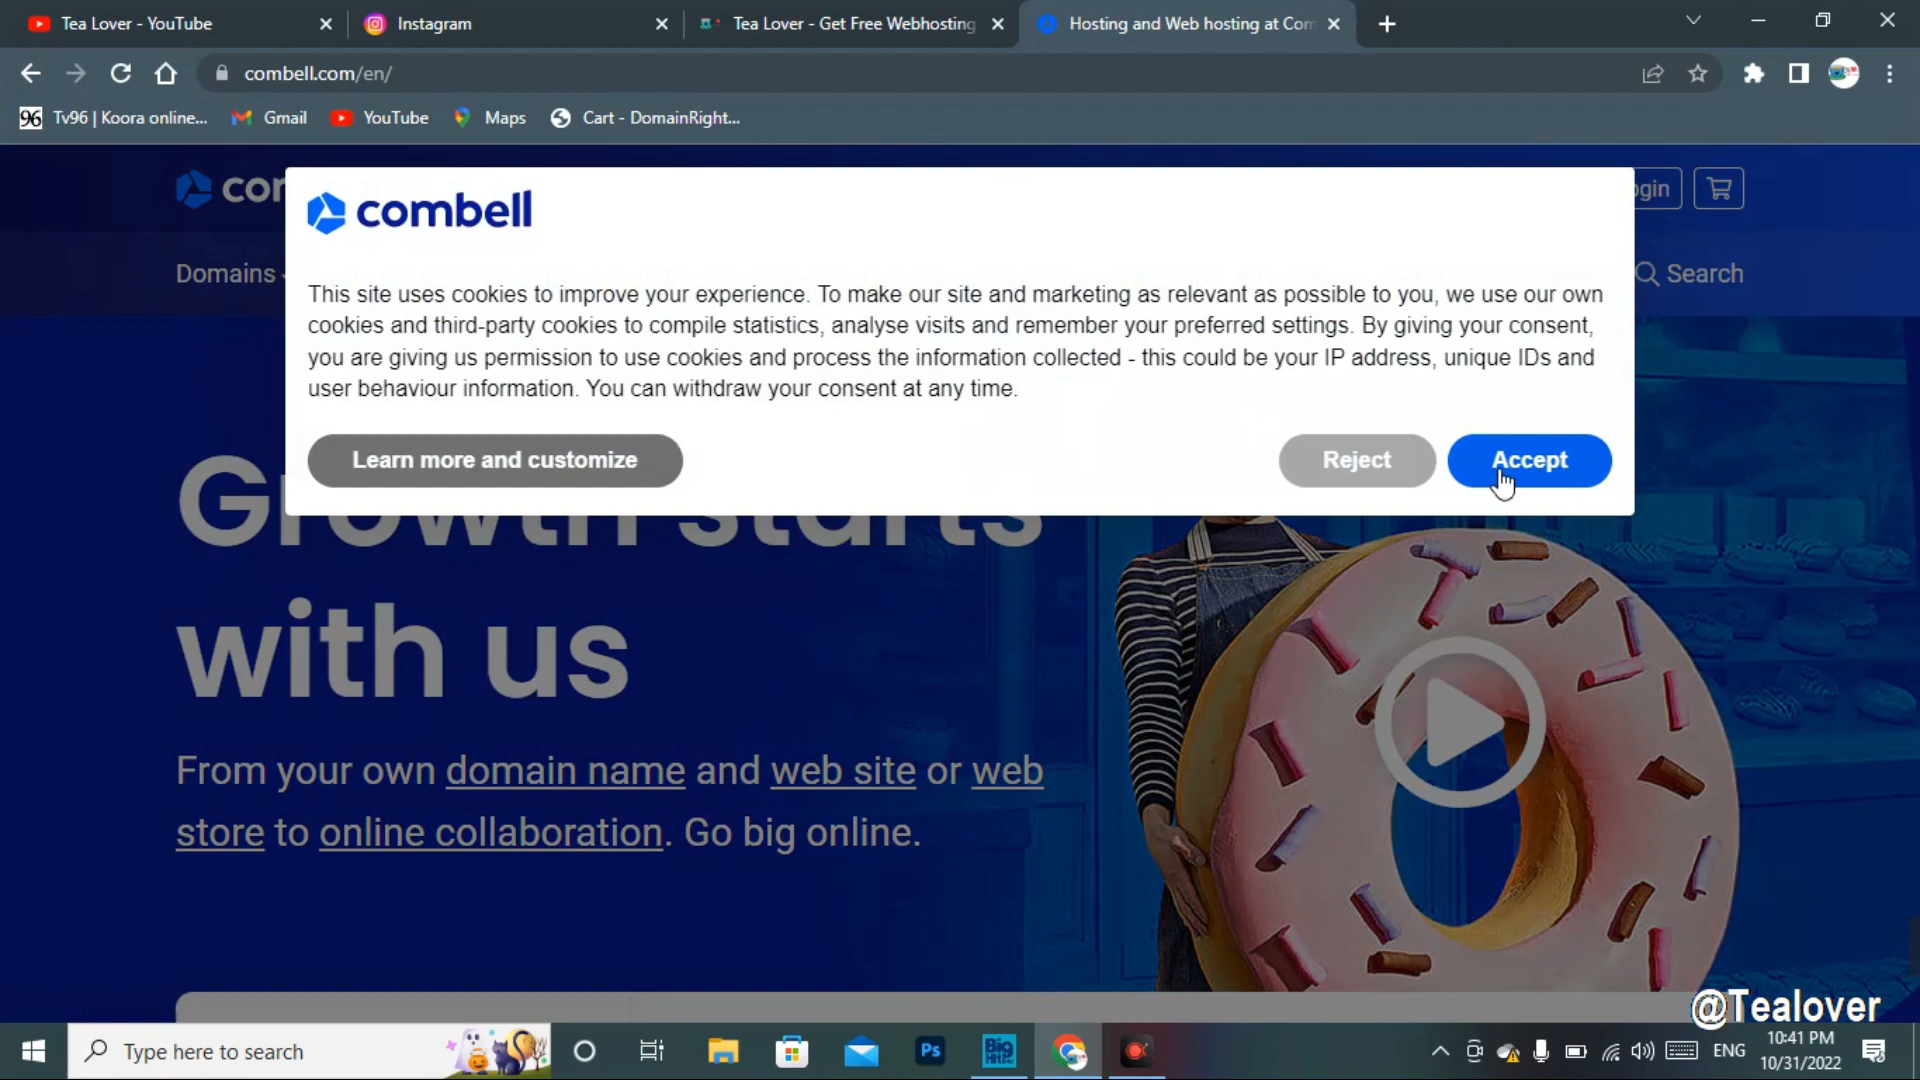 Tea Lover - YouTube
Instagram
Tea Lover - Get Free Webhosting
Hosting and Web hosting at Com
combell.com/en/
96 Tv96 | Koora online...
Gmail
YouTube
Maps
Cart - DomainRight...
combell
Domains
Search
This site uses cookies to improve your experience. To make our site and marketing as relevant as possible to you, we use our own
cookies and third-party cookies to compile statistics, analyse visits and remember your preferred settings. By giving your consent,
you are giving us permission to use cookies and process the information collected - this could be your IP address, unique IDs and
user behaviour information. You can withdraw your consent at any time.
Learn more and customize
Reject
Accept
Growth starts
with us
From your own domain name and web site or web
store to online collaboration. Go big online.
@Tealover
Type here to search
Ps
ENG
10:41 PM
10/31/2022